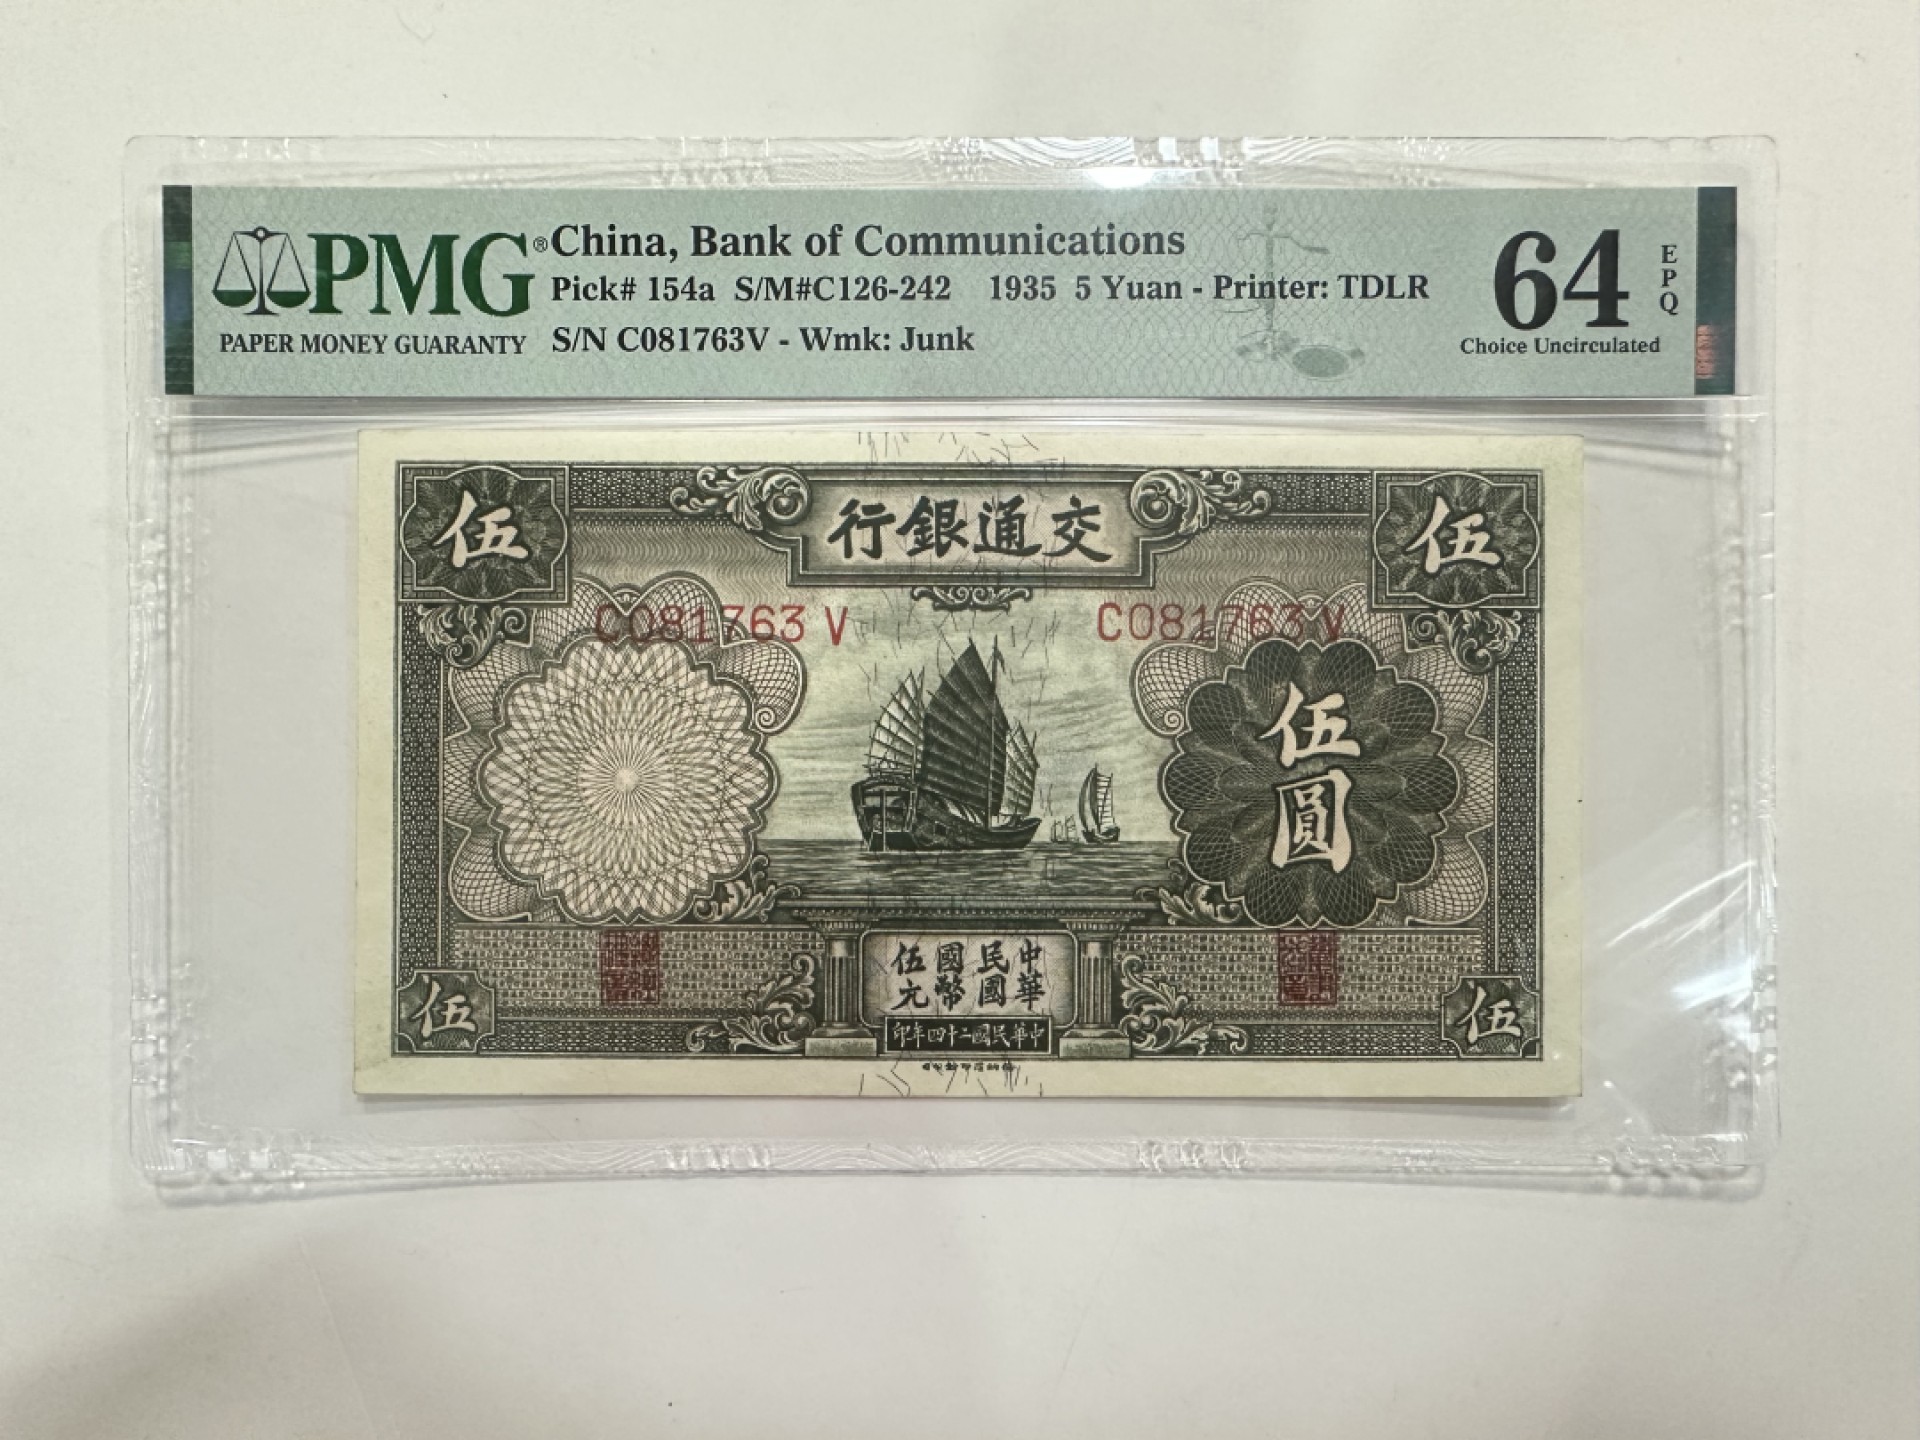 PMG®
PAPER MONEY GUARANTY
China, Bank of Communications
Pick# 154a S/M#C126-242 1935 5 Yuan - Printer: TDLR
S/N C081763V - Wmk: Junk
64
EPQ
Choice Uncirculated
伍
行銀通交
伍
C081763V
C081763V
伍圓
中華
民國
國幣
伍元
印年四十二國民華中
伍
伍